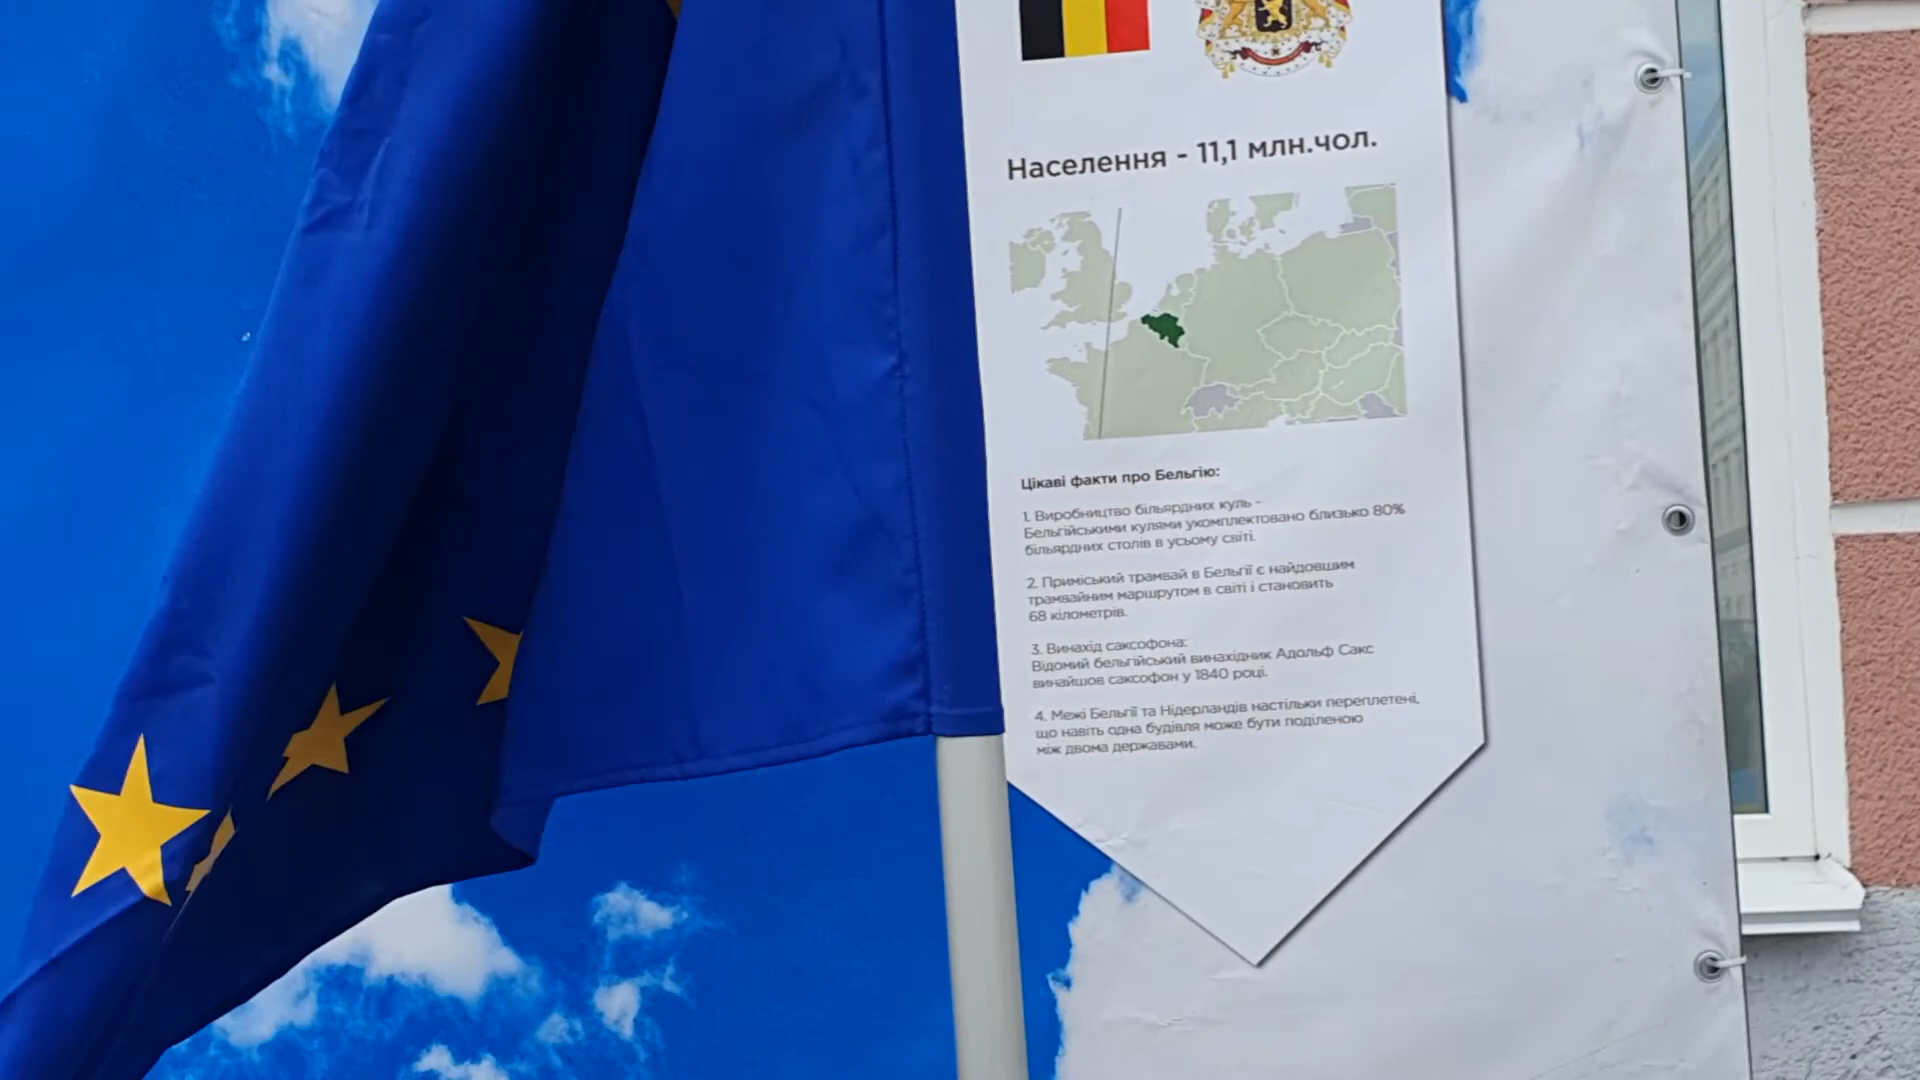 Населення - 11,1 млн.чол.
Цікаві факти про Бельгію:
1. Виробництво більярдних куль -
Бельгійськими кулями укомплектовано близько 80%
більярдних столів в усьому світі.
2. Приміський трамвай в Бельгії є найдовшим
трамвайним маршрутом в світі і становить
68 кілометрів.
3. Винахід саксофона:
Відомий бельгійський винахідник Адольф Сакс
винайшов саксофон у 1840 році.
4. Межі Бельгії та Нідерландів настільки переплетені,
що навіть одна будівля може бути поділеною
між двома державами.